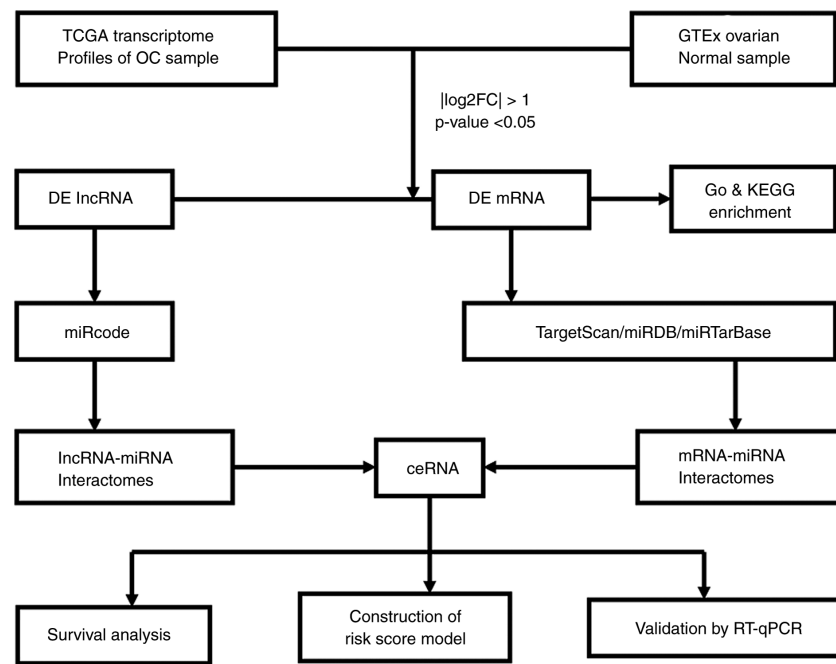 TCGA transcriptome
Profiles of OC sample
GTEx ovarian
Normal sample
|log2FC| > 1
p-value <0.05
DE lncRNA
DE mRNA
Go & KEGG
enrichment
miRcode
TargetScan/miRDB/miRTarBase
lncRNA-miRNA
Interactomes
ceRNA
mRNA-miRNA
Interactomes
Survival analysis
Construction of
risk score model
Validation by RT-qPCR